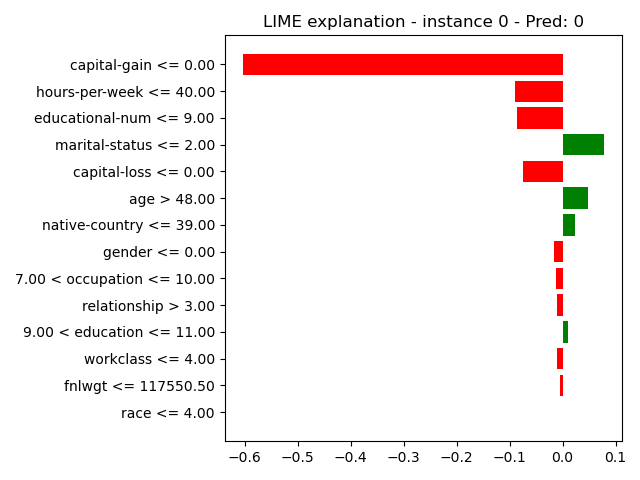 LIME explanation - instance 0 - Pred: 0
capital-gain <= 0.00
hours-per-week <= 40.00
educational-num <= 9.00
marital-status <= 2.00
capital-loss <= 0.00
age > 48.00
native-country <= 39.00
gender <= 0.00
7.00 < occupation <= 10.00
relationship > 3.00
9.00 < education <= 11.00
workclass <= 4.00
fnlwgt <= 117550.50
race <= 4.00
−0.6 −0.5 −0.4 −0.3 −0.2 −0.1 0.0 0.1